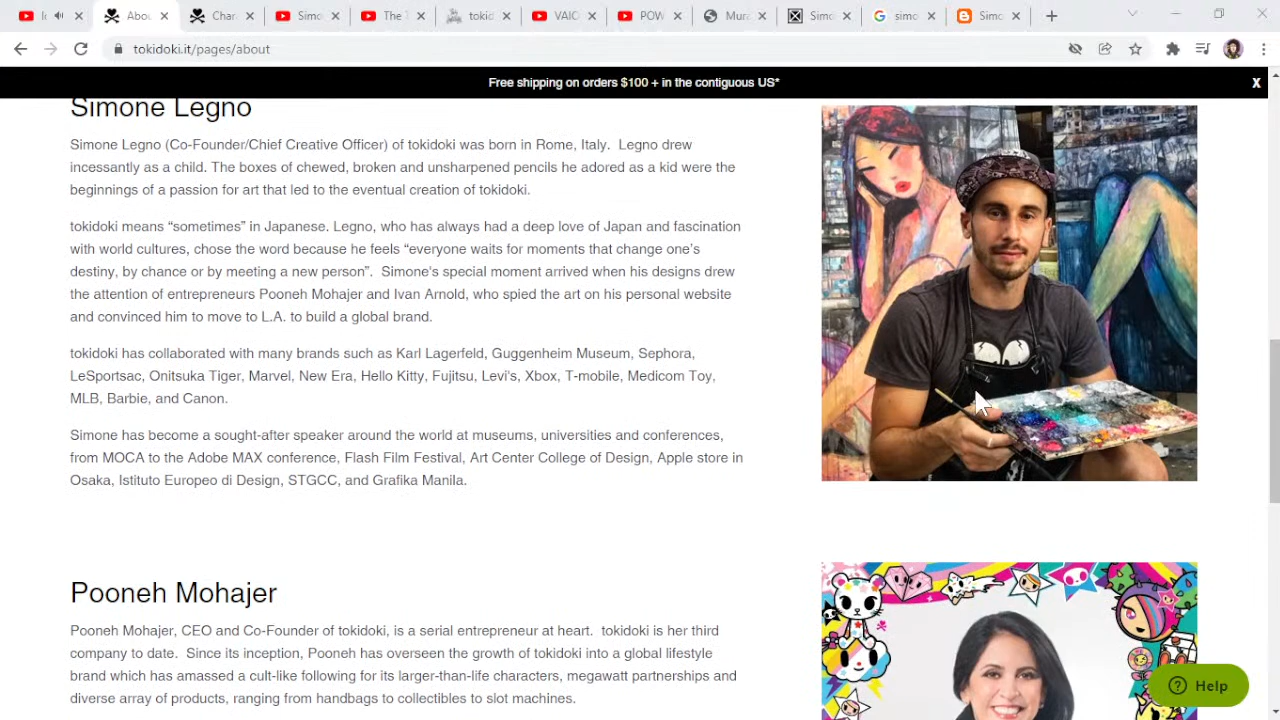 In
Abou
Chara
Simo
The T
tokid
VAIO
POW
Mura
Simo
simo
Simo
tokidoki.it/pages/about
Free shipping on orders $100 + in the contiguous US*
X
Simone Legno
Simone Legno (Co-Founder/Chief Creative Officer) of tokidoki was born in Rome, Italy.  Legno drew
incessantly as a child. The boxes of chewed, broken and unsharpened pencils he adored as a kid were the
beginnings of a passion for art that led to the eventual creation of tokidoki.
tokidoki means “sometimes” in Japanese. Legno, who has always had a deep love of Japan and fascination
with world cultures, chose the word because he feels “everyone waits for moments that change one’s
destiny, by chance or by meeting a new person”.  Simone's special moment arrived when his designs drew
the attention of entrepreneurs Pooneh Mohajer and Ivan Arnold, who spied the art on his personal website
and convinced him to move to L.A. to build a global brand.
tokidoki has collaborated with many brands such as Karl Lagerfeld, Guggenheim Museum, Sephora,
LeSportsac, Onitsuka Tiger, Marvel, New Era, Hello Kitty, Fujitsu, Levi's, Xbox, T-mobile, Medicom Toy,
MLB, Barbie, and Canon.
Simone has become a sought-after speaker around the world at museums, universities and conferences,
from MOCA to the Adobe MAX conference, Flash Film Festival, Art Center College of Design, Apple store in
Osaka, Istituto Europeo di Design, STGCC, and Grafika Manila.
Pooneh Mohajer
Pooneh Mohajer, CEO and Co-Founder of tokidoki, is a serial entrepreneur at heart.  tokidoki is her third
company to date.  Since its inception, Pooneh has overseen the growth of tokidoki into a global lifestyle
brand which has amassed a cult-like following for its larger-than-life characters, megawatt partnerships and
diverse array of products, ranging from handbags to collectibles to slot machines.
Help